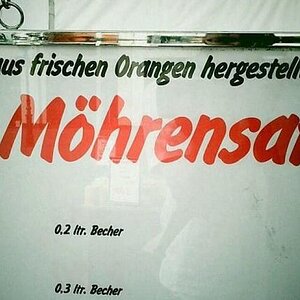 aus frischen Orangen hergestell
Möhrensa
0,2 ltr. Becher
0,3 ltr. Becher